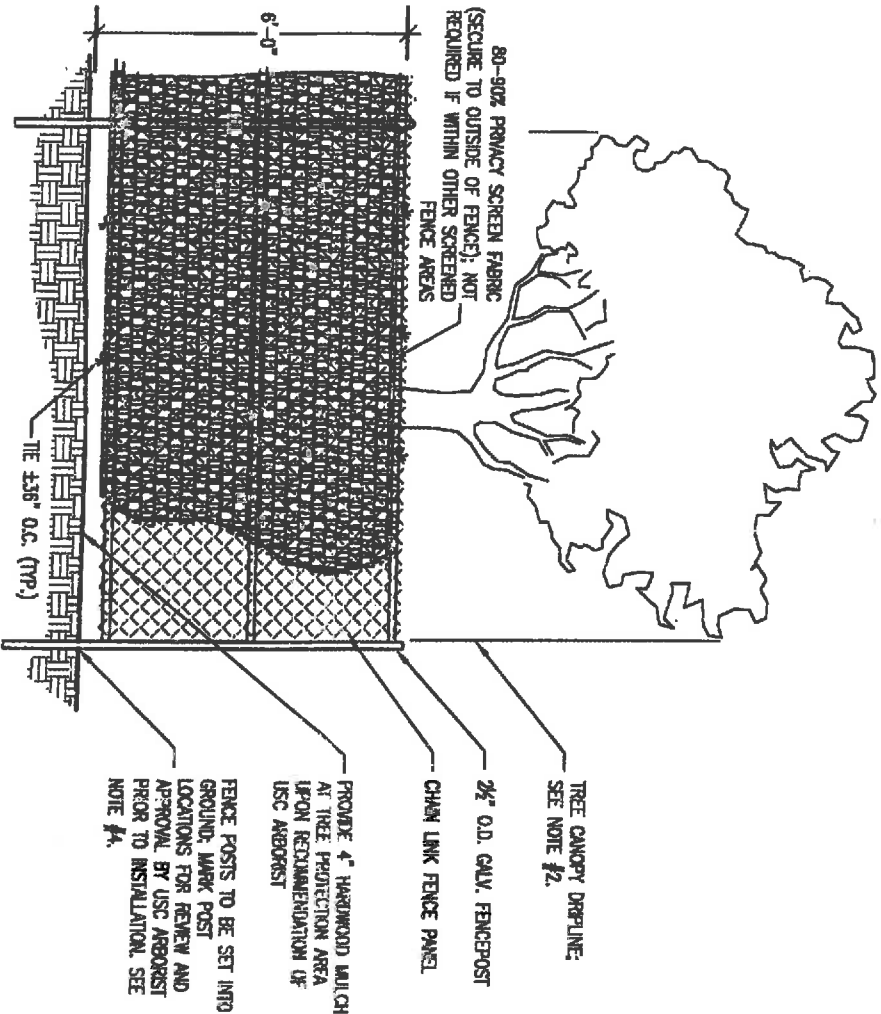 80-90% PRIVACY SCREEN FABRIC
(SECURE TO OUTSIDE OF FENCE); NOT
REQUIRED IF WITHIN OTHER SCREENED
FENCE AREAS
6'-0"
TREE CANOPY DRIPLINE;
SEE NOTE #2.
2½" O.D. GALV. FENCEPOST
CHAIN LINK FENCE PANEL
PROVIDE 4" HARDWOOD MULCH
AT TREE PROTECTION AREA
UPON RECOMMENDATION OF
USC ARBORIST
FENCE POSTS TO BE SET INTO
GROUND; MARK POST
LOCATIONS FOR REVIEW AND
APPROVAL BY USC ARBORIST
PRIOR TO INSTALLATION. SEE
NOTE #4.
TIE ±36" O.C. (TYP.)